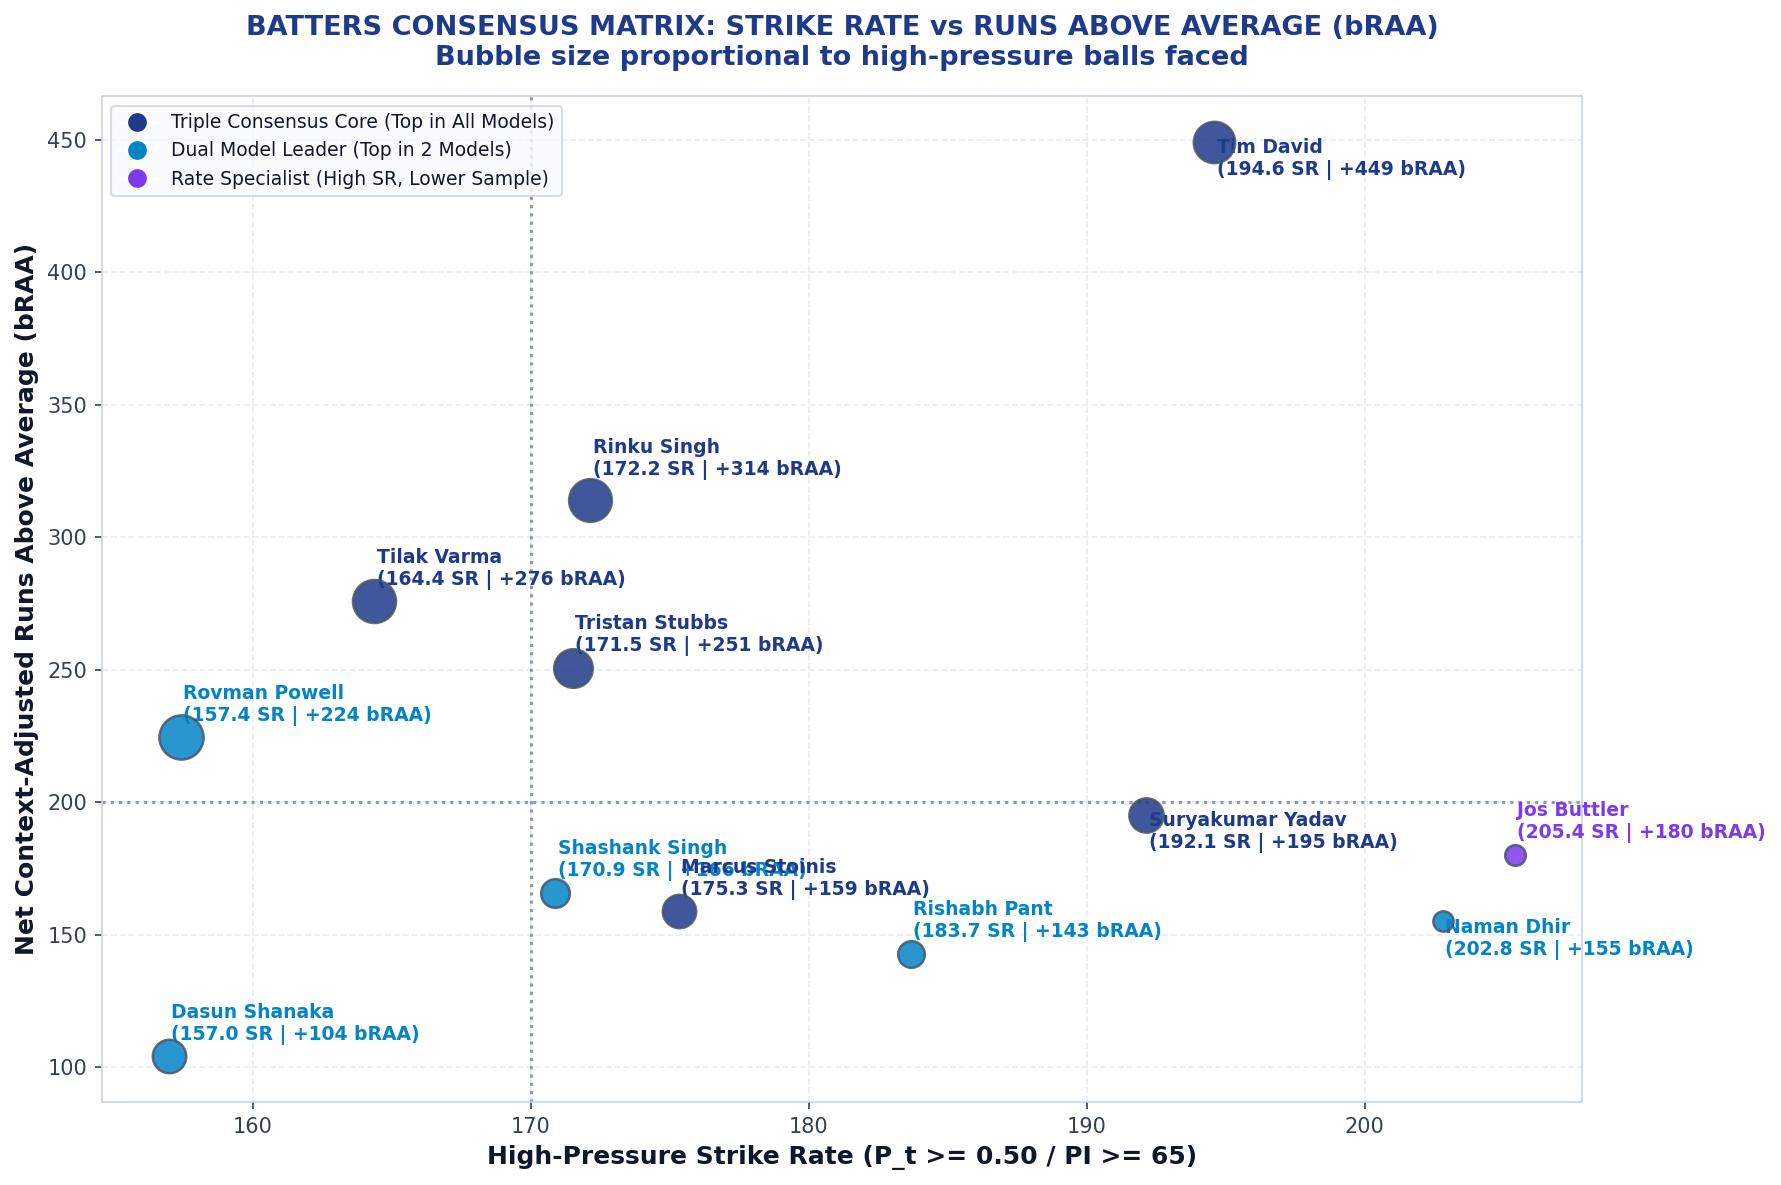 BATTERS CONSENSUS MATRIX: STRIKE RATE vs RUNS ABOVE AVERAGE (bRAA)
Bubble size proportional to high-pressure balls faced
Triple Consensus Core (Top in All Models)
Dual Model Leader (Top in 2 Models)
Rate Specialist (High SR, Lower Sample)
Net Context-Adjusted Runs Above Average (bRAA)
450
400
350
300
250
200
150
100
Tim David
(194.6 SR | +449 bRAA)
Rinku Singh
(172.2 SR | +314 bRAA)
Tilak Varma
(164.4 SR | +276 bRAA)
Tristan Stubbs
(171.5 SR | +251 bRAA)
Rovman Powell
(157.4 SR | +224 bRAA)
Jos Buttler
(205.4 SR | +180 bRAA)
Suryakumar Yadav
(192.1 SR | +195 bRAA)
Shashank Singh
(170.9 SR | +166 bRAA)
Marcus Stoinis
(175.3 SR | +159 bRAA)
Rishabh Pant
(183.7 SR | +143 bRAA)
Naman Dhir
(202.8 SR | +155 bRAA)
Dasun Shanaka
(157.0 SR | +104 bRAA)
160
170
180
190
200
High-Pressure Strike Rate (P_t >= 0.50 / PI >= 65)